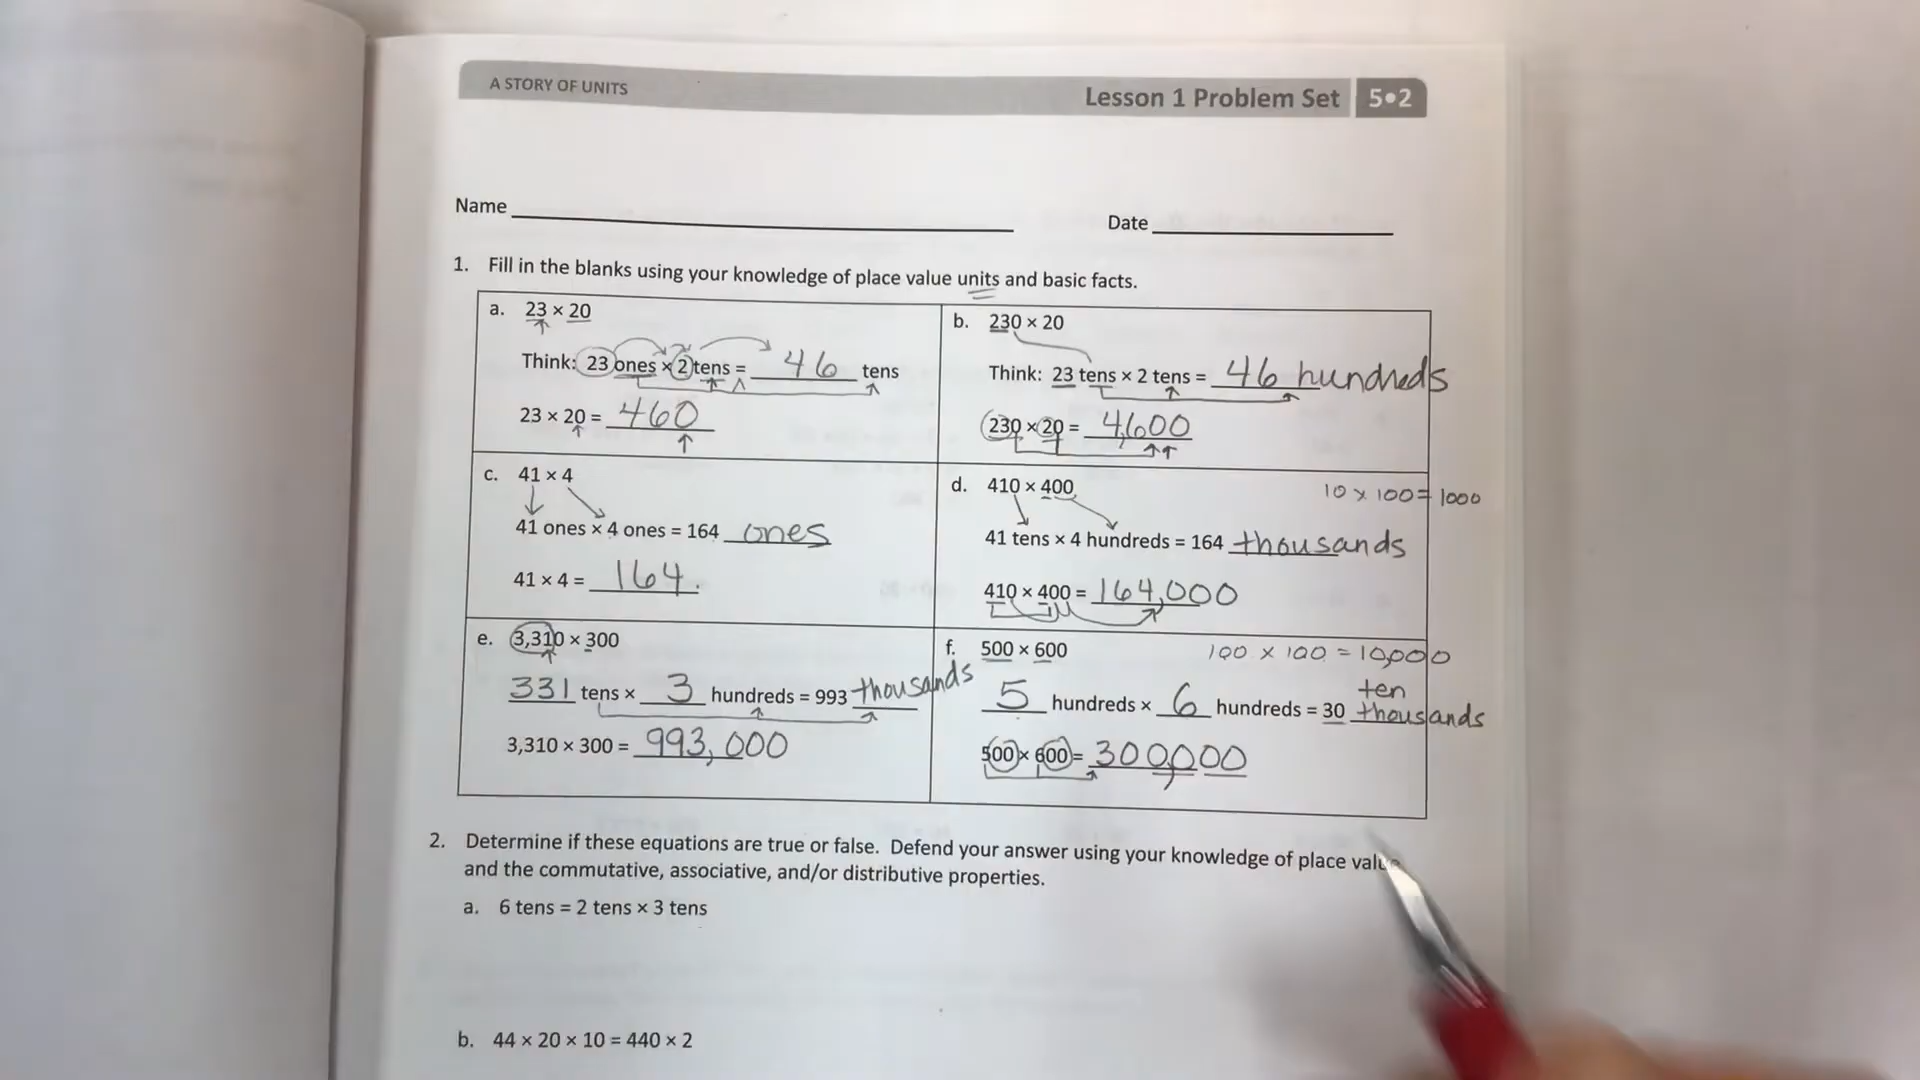 A STORY OF UNITS
Lesson 1 Problem Set 5•2
Name
Date
1. Fill in the blanks using your knowledge of place value units and basic facts.
a. 23 × 20
Think: 23 ones × 2 tens = 46 tens
23 × 20 = 460
b. 230 × 20
Think: 23 tens × 2 tens = 46 hundreds
230 × 20 = 4,600
c. 41 × 4
41 ones × 4 ones = 164 ones
41 × 4 = 164.
d. 410 × 400
10 × 100 = 1000
41 tens × 4 hundreds = 164 thousands
410 × 400 = 164,000
e. 3,310 × 300
331 tens × 3 hundreds = 993 thousands
3,310 × 300 = 993,000
f. 500 × 600
100 × 100 = 10,000
5 hundreds × 6 hundreds = 30 ten thousands
500 × 600 = 300,000
2. Determine if these equations are true or false. Defend your answer using your knowledge of place value
and the commutative, associative, and/or distributive properties.
a. 6 tens = 2 tens × 3 tens
b. 44 × 20 × 10 = 440 × 2